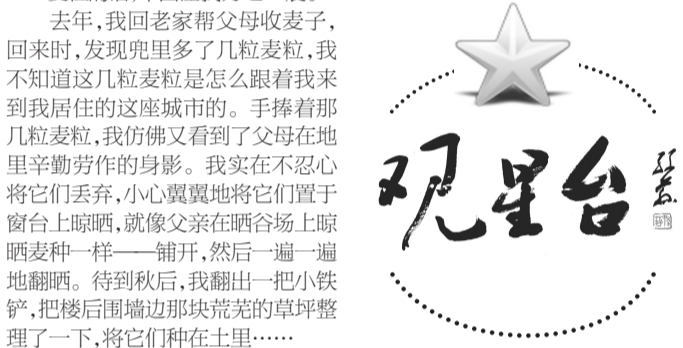 去年，我回老家帮父母收麦子，
回来时，发现兜里多了几粒麦粒，我
不知道这几粒麦粒是怎么跟着我来
到我居住的这座城市的。手捧着那
几粒麦粒，我仿佛又看到了父母在地
里辛勤劳作的身影。我实在不忍心
将它们丢弃，小心翼翼地将它们置于
窗台上晾晒，就像父亲在晒谷场上晾
晒麦种一样——铺开，然后一遍一遍
地翻晒。待到秋后，我翻出一把小铁
铲，把楼后围墙边那块荒芜的草坪整
理了一下，将它们种在土里……
观星台